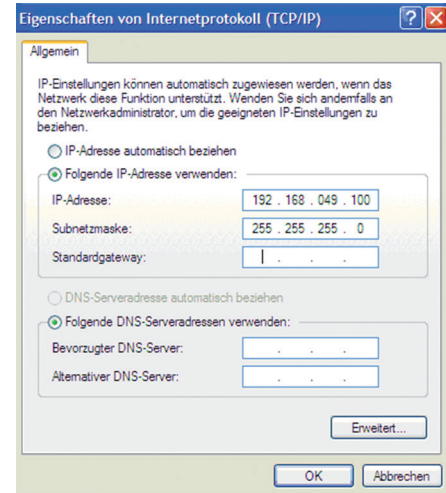 Eigenschaften von Internetprotokoll (TCP/IP)
Allgemein
IP-Einstellungen können automatisch zugewiesen werden, wenn das
Netzwerk diese Funktion unterstützt. Wenden Sie sich andernfalls an
den Netzwerkadministrator, um die geeigneten IP-Einstellungen zu
beziehen.
IP-Adresse automatisch beziehen
Folgende IP-Adresse verwenden:
IP-Adresse: 192 . 168 . 049 . 100
Subnetzmaske: 255 . 255 . 255 . 0
Standardgateway: . . .
DNS-Serveradresse automatisch beziehen
Folgende DNS-Serveradressen verwenden:
Bevorzugter DNS-Server: . . .
Alternativer DNS-Server: . . .
Erweitert...
OK Abbrechen